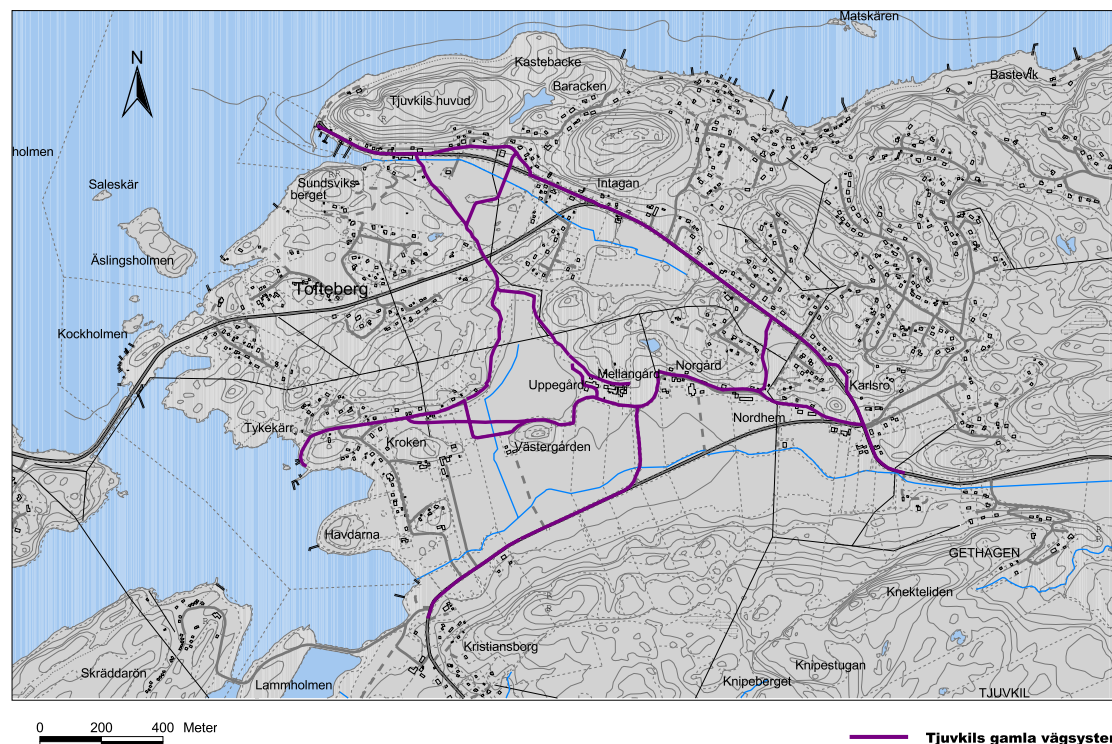 Matskären
Kastebacke
Bastevik
Baracken
Tjuvkils huvud
N
holmen
Saleskär
Sundsviks-
berget
Intagan
Äslingsholmen
Tofteberg
Kockholmen
Mellangård
Norgård
Uppegård
Karlsro
Nordhem
Tykekärr
Kroken
Västergården
Havdarna
GETHAGEN
Knekteliden
Kristiansborg
Knipestugan
Skräddarön
Lammholmen
Knipeberget
TJUVKIL
0 200 400 Meter
Tjuvkils gamla vägsyster